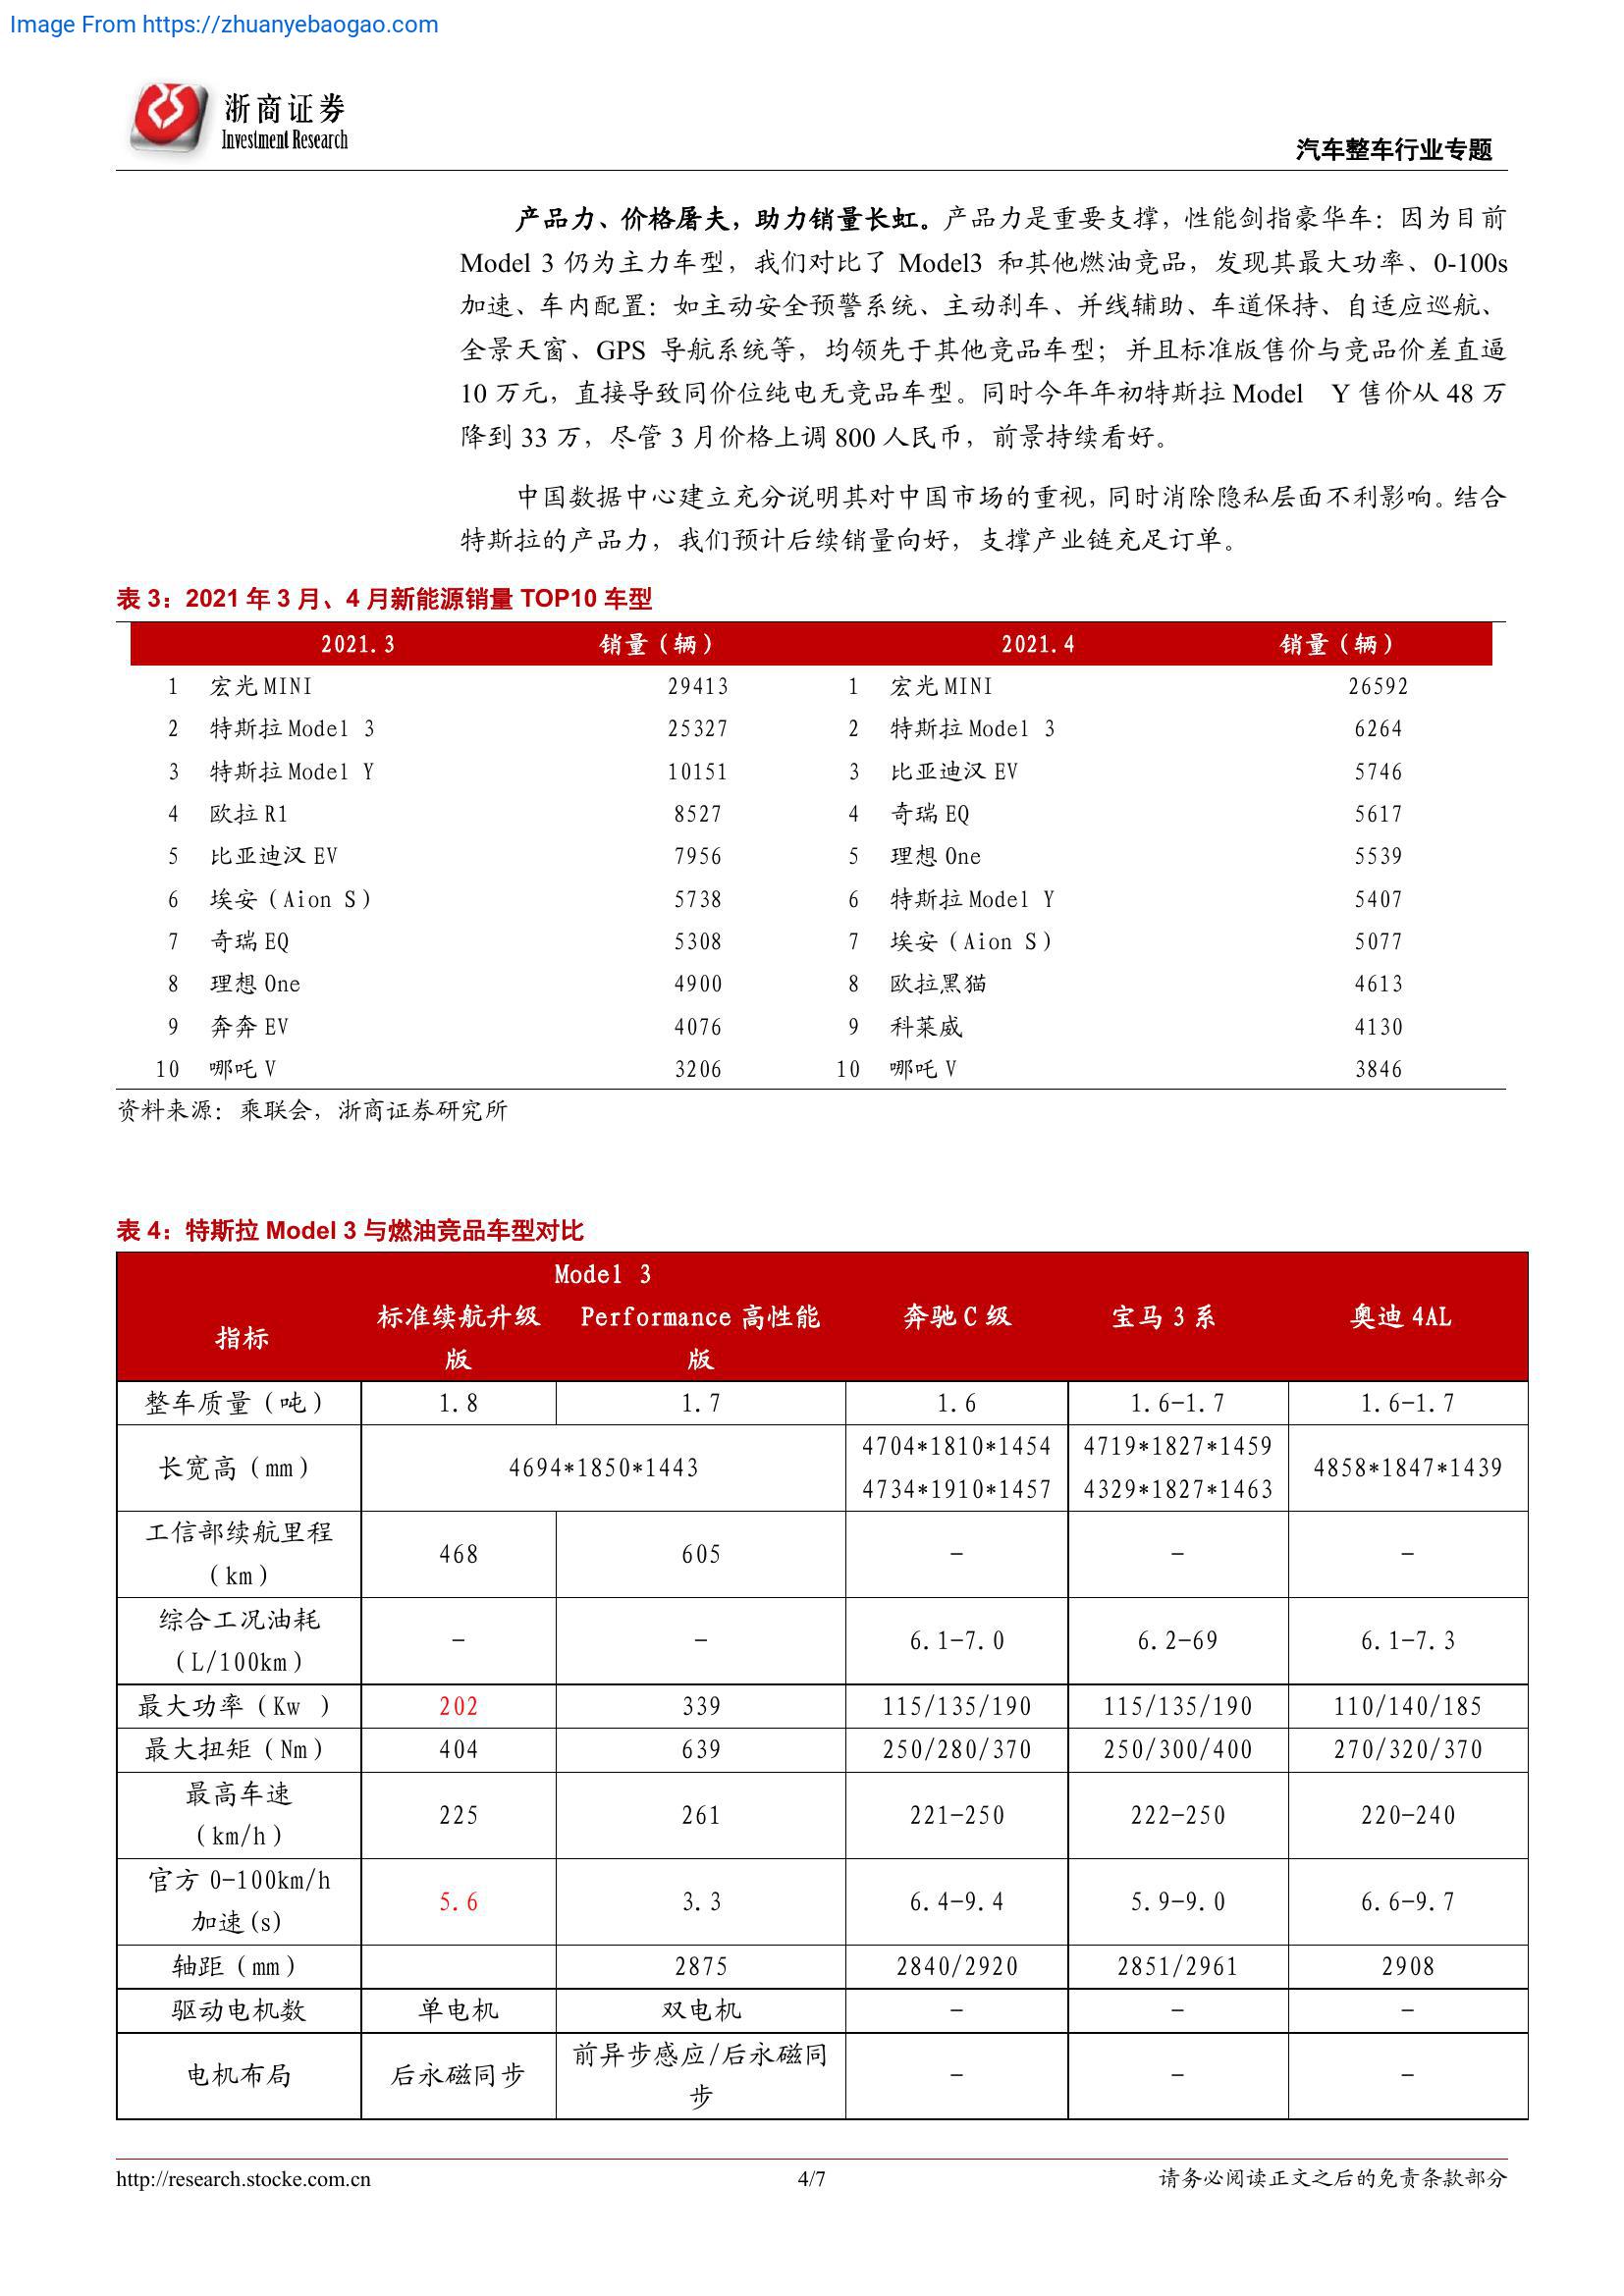 Image From https://zhuanyebaogao.com
浙商证券
Investment Research
汽车整车行业专题
产品力、价格屠夫，助力销量长虹。产品力是重要支撑，性能剑指豪华车：因为目前
Model 3 仍为主力车型，我们对比了 Model3 和其他燃油竞品，发现其最大功率、0-100s
加速、车内配置：如主动安全预警系统、主动刹车、并线辅助、车道保持、自适应巡航、
全景天窗、GPS 导航系统等，均领先于其他竞品车型；并且标准版售价与竞品价差直逼
10 万元，直接导致同价位纯电无竞品车型。同时今年年初特斯拉 Model Y 售价从 48 万
降到 33 万，尽管 3 月价格上调 800 人民币，前景持续看好。
中国数据中心建立充分说明其对中国市场的重视，同时消除隐私层面不利影响。结合
特斯拉的产品力，我们预计后续销量向好，支撑产业链充足订单。
表 3：2021 年 3 月、4 月新能源销量 TOP10 车型
2021.3 销量（辆） 2021.4 销量（辆）
1 宏光 MINI 29413 1 宏光 MINI 26592
2 特斯拉 Model 3 25327 2 特斯拉 Model 3 6264
3 特斯拉 Model Y 10151 3 比亚迪汉 EV 5746
4 欧拉 R1 8527 4 奇瑞 EQ 5617
5 比亚迪汉 EV 7956 5 理想 One 5539
6 埃安（Aion S） 5738 6 特斯拉 Model Y 5407
7 奇瑞 EQ 5308 7 埃安（Aion S） 5077
8 理想 One 4900 8 欧拉黑猫 4613
9 奔奔 EV 4076 9 科莱威 4130
10 哪吒 V 3206 10 哪吒 V 3846
资料来源：乘联会，浙商证券研究所
表 4：特斯拉 Model 3 与燃油竞品车型对比
Model 3
标准续航升级 Performance 高性能 奔驰 C 级 宝马 3 系 奥迪 4AL
指标
版 版
整车质量（吨） 1.8 1.7 1.6 1.6-1.7 1.6-1.7
4704*1810*1454 4719*1827*1459
长宽高（mm） 4694*1850*1443 4858*1847*1439
4734*1910*1457 4329*1827*1463
工信部续航里程
468 605 - - -
（km）
综合工况油耗
- - 6.1-7.0 6.2-69 6.1-7.3
（L/100km）
最大功率（Kw ） 202 339 115/135/190 115/135/190 110/140/185
最大扭矩（Nm） 404 639 250/280/370 250/300/400 270/320/370
最高车速
225 261 221-250 222-250 220-240
（km/h）
官方 0-100km/h
5.6 3.3 6.4-9.4 5.9-9.0 6.6-9.7
加速(s)
轴距（mm） 2875 2840/2920 2851/2961 2908
驱动电机数 单电机 双电机 - - -
前异步感应/后永磁同
电机布局 后永磁同步 - - -
步
http://research.stocke.com.cn 4/7 请务必阅读正文之后的免责条款部分